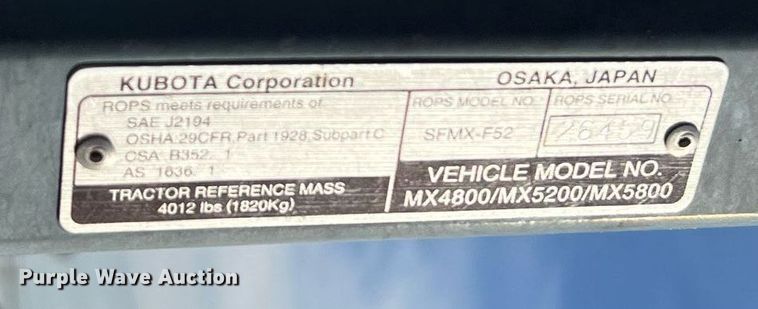 KUBOTA Corporation OSAKA, JAPAN
ROPS meets requirements of.
SAE J2194
OSHA 29CFR, Part 1928, Subpart C
CSA B352. 1
AS 1636. 1
TRACTOR REFERENCE MASS
4012 lbs (1820Kg)
ROPS MODEL NO.
SFMX-F52
ROPS SERIAL NO.
26459
VEHICLE MODEL NO.
MX4800/MX5200/MX5800
Purple Wave Auction